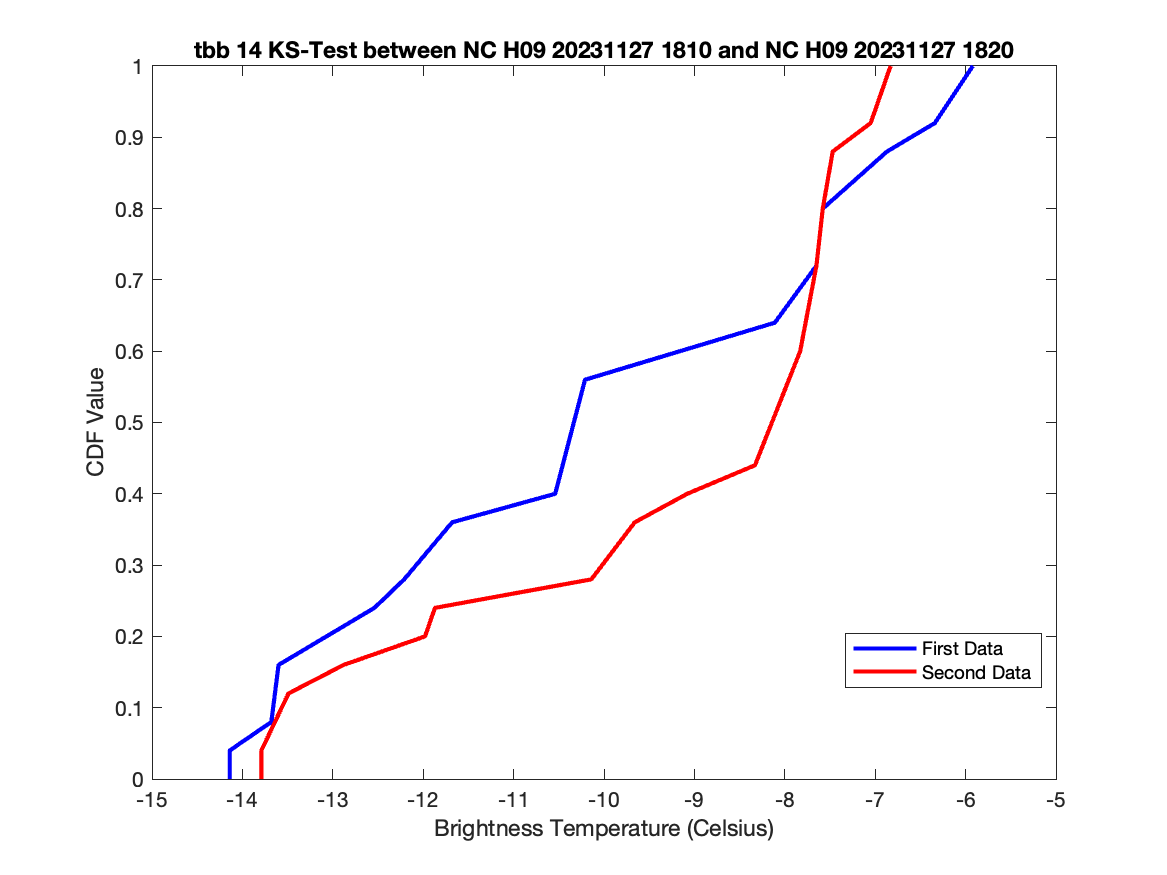 tbb 14 KS-Test between NC H09 20231127 1810 and NC H09 20231127 1820
1
0.9
0.8
0.7
0.6
0.5
0.4
0.3
0.2
0.1
0
CDF Value
First Data
Second Data
-15 -14 -13 -12 -11 -10 -9 -8 -7 -6 -5
Brightness Temperature (Celsius)